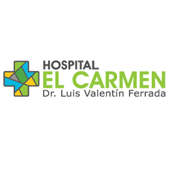 HOSPITAL
EL CARMEN
Dr. Luis Valentín Ferrada